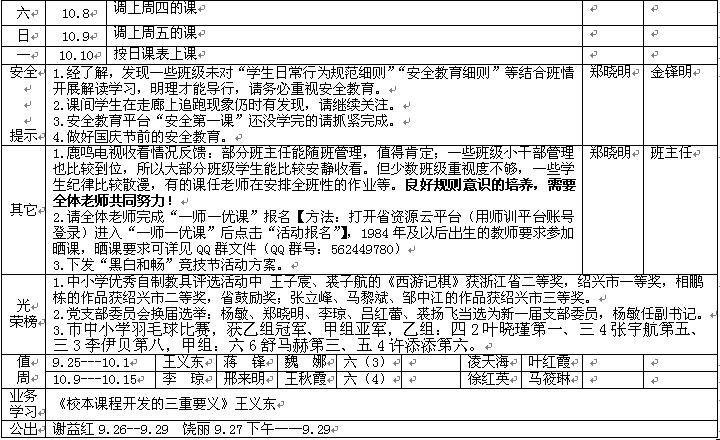 六 10.8 调上周四的课
日 10.9 调上周五的课
一 10.10 按日课表上课
安全 1.经了解，发现一些班级未对“学生日常行为规范细则”“安全教育细则”等结合班情 郑晓明 金锋明
开展解读学习，明理才能导行，请务必重视安全教育。
2.课间学生在走廊上追跑现象仍时有发现，请继续关注。
3.安全教育平台“安全第一课”还没学完的请抓紧完成。
提示 4.做好国庆节前的安全教育。
1.鹿鸣电视收看情况反馈：部分班主任能随班管理，值得肯定；一些班级小干部管理 郑晓明 班主任
也比较到位，所以大部分班级学生能比较安静收看。但少数班级重视度不够，一些学
生纪律比较散漫，有的课任老师在安排全班性的作业等。良好规则意识的培养，需要
其它 全体老师共同努力！
2.请全体老师完成“一师一优课”报名【方法：打开省资源云平台（用师训平台账号
登录）进入“一师一优课”后点击“活动报名”】，1984年及以后出生的教师要求参加
晒课，晒课要求可详见QQ群文件（QQ群号：562449780）
3.下发“黑白和畅”竞技节活动方案。
1.中小学优秀自制教具评选活动中 王子宸、裘子航的《西游记棋》获浙江省二等奖，绍兴市一等奖，相鹏
光 栋的作品获绍兴市二等奖，省鼓励奖；张立峰、马黎斌、邹中江的作品获绍兴市三等奖。
荣榜 2.党支部委员会换届选举：杨敏、郑晓明、李琼、吕红蕾、裘扬飞当选为新一届支部委员，杨敏任副书记。
3.市中小学羽毛球比赛，获乙组冠军、甲组亚军，乙组：四2叶晓瑾第一、三4张宇航第五、
三3李伊贝第八，甲组：六6舒马赫第三、五4许添添第六。
值 9.25---10.1 王义东 蒋 锋 魏 娜 六（3） 凌天海 叶红霞
周 10.9---10.15 李 琼 邢来明 王秋霞 六（4） 徐红英 马筱琳
业务
学习 《校本课程开发的三重要义》王义东
公出 谢益红9.26--9.29 饶丽9.27下午——9.29